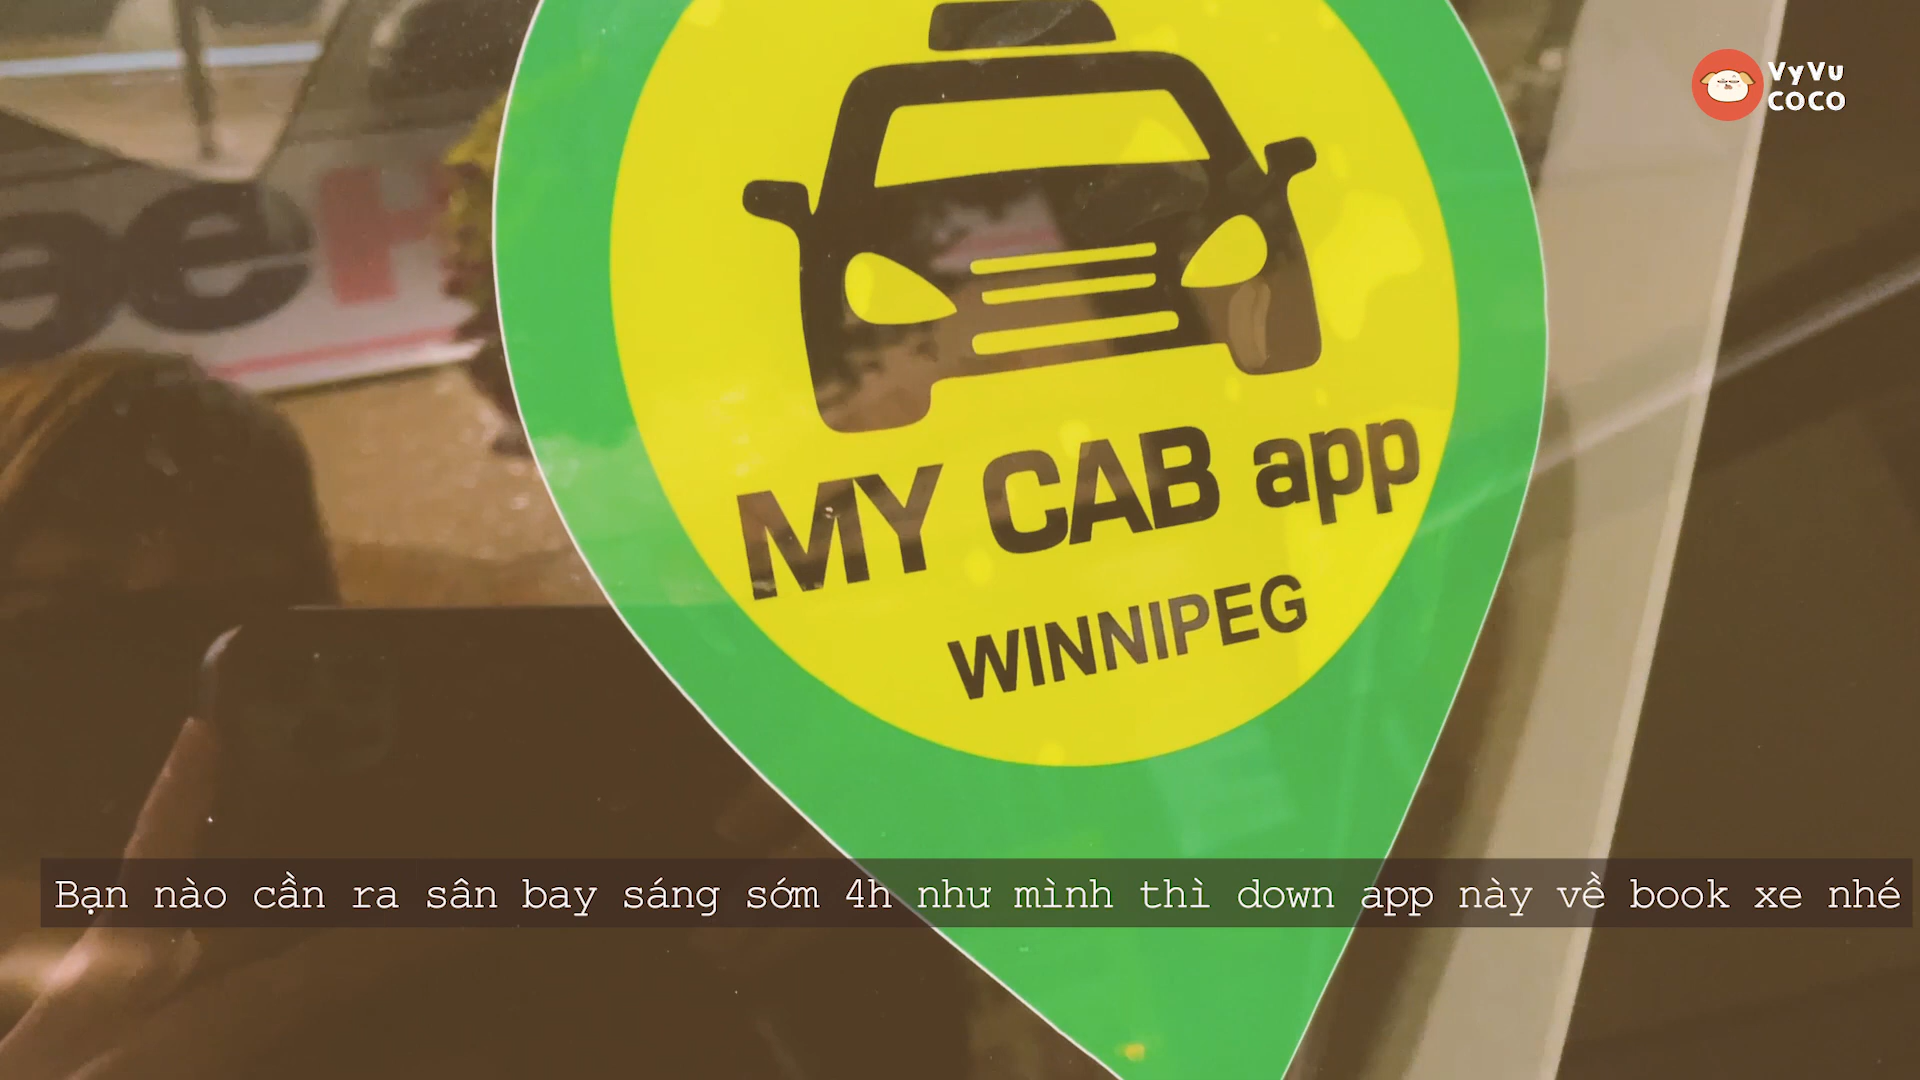 VyVu
COCO
MY CAB app
WINNIPEG
Bạn nào cần ra sân bay sáng sớm 4h như mình thì down app này về book xe nhé